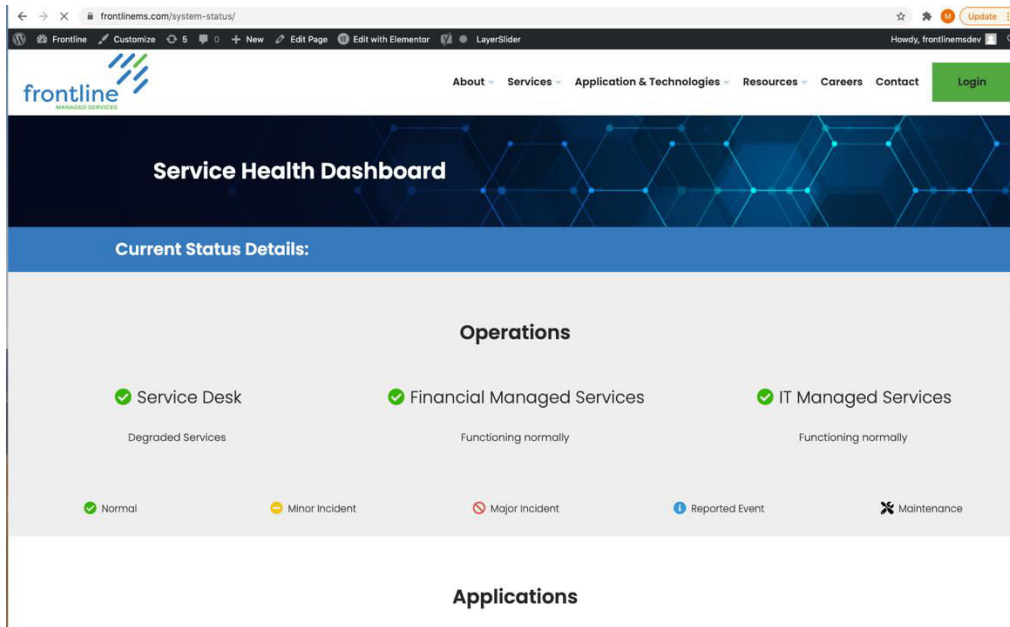 frontlinems.com/system-status/
M
Update
Frontline Customize 5 0 New Edit Page Edit with Elementor LayerSlider Howdy, frontlinemsdev
frontline
MANAGED SERVICES
About Services Application & Technologies Resources Careers Contact Login
Service Health Dashboard
Current Status Details:
Operations
Service Desk Financial Managed Services IT Managed Services
Degraded Services Functioning normally Functioning normally
Normal Minor Incident Major Incident Reported Event Maintenance
Applications